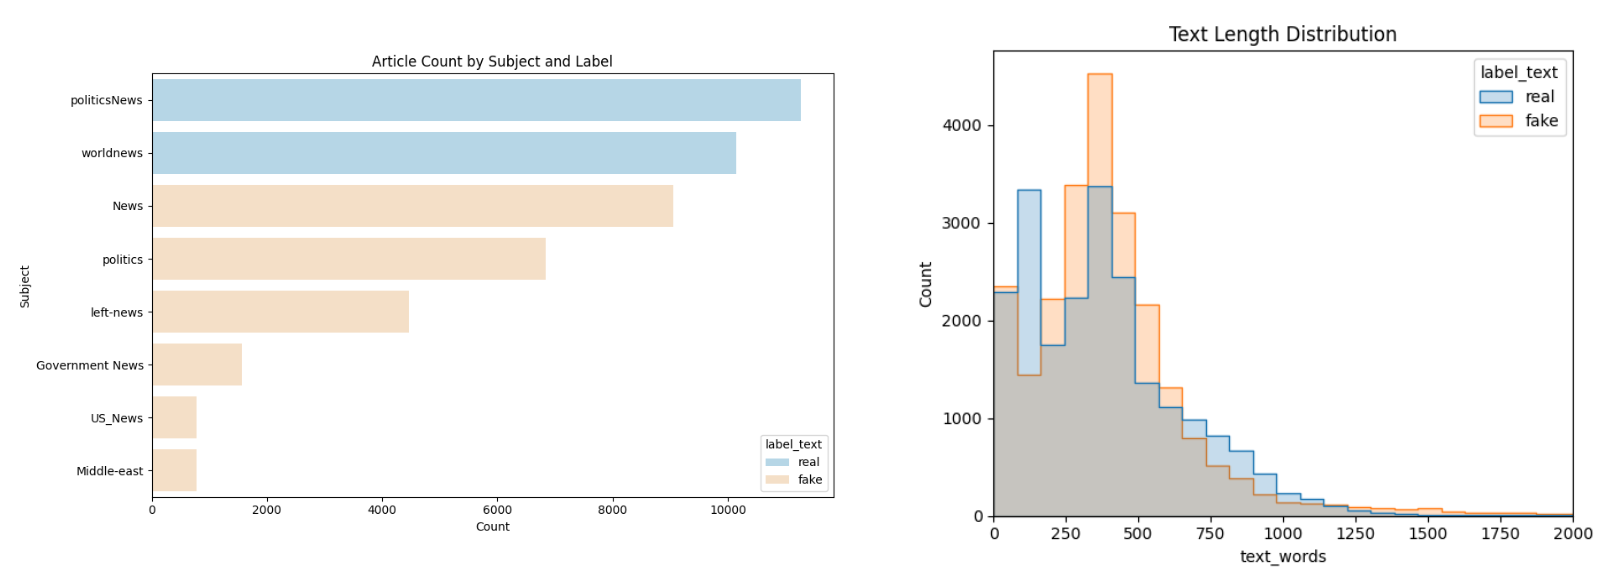 Article Count by Subject and Label
Subject
politicsNews
worldnews
News
politics
left-news
Government News
US_News
Middle-east
label_text
real
fake
0 2000 4000 6000 8000 10000
Count
Text Length Distribution
label_text
real
fake
Count
4000
3000
2000
1000
0
0 250 500 750 1000 1250 1500 1750 2000
text_words